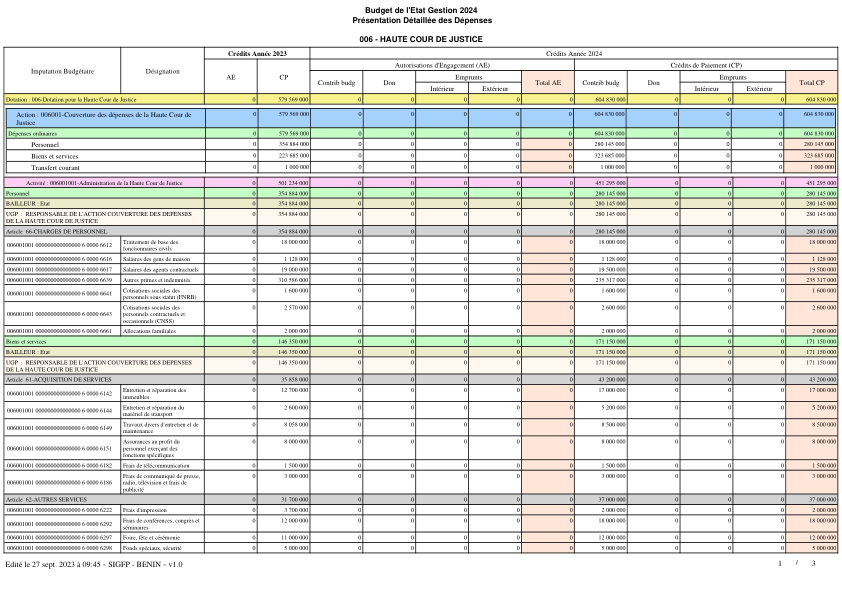 Budget de l'Etat Gestion 2024
Présentation Détaillée des Dépenses
006 - HAUTE COUR DE JUSTICE
Imputation Budgétaire Désignation Crédits Année 2023 Crédits Année 2024
AE CP Autorisations d'Engagement (AE) Crédits de Paiement (CP)
Contrib budg Don Emprunts Total AE Contrib budg Don Emprunts Total CP
Intérieur Extérieur Intérieur Extérieur
Dotation : 006-Dotation pour la Haute Cour de Justice 0 579 569 000 0 0 0 0 0 604 830 000 0 0 0 604 830 000
Action : 006001-Couverture des dépenses de la Haute Cour de 0 579 569 000 0 0 0 0 0 604 830 000 0 0 0 604 830 000
Justice
Dépenses ordinaires 0 579 569 000 0 0 0 0 0 604 830 000 0 0 0 604 830 000
Personnel 0 354 884 000 0 0 0 0 0 280 145 000 0 0 0 280 145 000
Biens et services 0 223 685 000 0 0 0 0 0 323 685 000 0 0 0 323 685 000
Transfert courant 0 1 000 000 0 0 0 0 0 1 000 000 0 0 0 1 000 000
Activité : 006001001-Administration de la Haute Cour de Justice 0 501 234 000 0 0 0 0 0 451 295 000 0 0 0 451 295 000
Personnel 0 354 884 000 0 0 0 0 0 280 145 000 0 0 0 280 145 000
BAILLEUR : Etat 0 354 884 000 0 0 0 0 0 280 145 000 0 0 0 280 145 000
UGP : RESPONSABLE DE L'ACTION COUVERTURE DES DEPENSES 0 354 884 000 0 0 0 0 0 280 145 000 0 0 0 280 145 000
DE LA HAUTE COUR DE JUSTICE
Article 66-CHARGES DE PERSONNEL 0 354 884 000 0 0 0 0 0 280 145 000 0 0 0 280 145 000
006001001 0000000000000000 6 0000 6612 Traitement de base des 0 18 000 000 0 0 0 0 0 18 000 000 0 0 0 18 000 000
fonctionnaires civils
006001001 0000000000000000 6 0000 6616 Salaires des gens de maison 0 1 128 000 0 0 0 0 0 1 128 000 0 0 0 1 128 000
006001001 0000000000000000 6 0000 6617 Salaires des agents contractuels 0 19 000 000 0 0 0 0 0 19 500 000 0 0 0 19 500 000
006001001 0000000000000000 6 0000 6639 Autres primes et indemnités 0 310 586 000 0 0 0 0 0 235 317 000 0 0 0 235 317 000
006001001 0000000000000000 6 0000 6641 Cotisations sociales des 0 1 600 000 0 0 0 0 0 1 600 000 0 0 0 1 600 000
personnels sous statut (FNRB)
006001001 0000000000000000 6 0000 6643 Cotisations sociales des 0 2 570 000 0 0 0 0 0 2 600 000 0 0 0 2 600 000
personnels contractuels et
occasionnels (CNSS)
006001001 0000000000000000 6 0000 6661 Allocations familiales 0 2 000 000 0 0 0 0 0 2 000 000 0 0 0 2 000 000
Biens et services 0 146 350 000 0 0 0 0 0 171 150 000 0 0 0 171 150 000
BAILLEUR : Etat 0 146 350 000 0 0 0 0 0 171 150 000 0 0 0 171 150 000
UGP : RESPONSABLE DE L'ACTION COUVERTURE DES DEPENSES 0 146 350 000 0 0 0 0 0 171 150 000 0 0 0 171 150 000
DE LA HAUTE COUR DE JUSTICE
Article 61-ACQUISITION DE SERVICES 0 35 858 000 0 0 0 0 0 43 200 000 0 0 0 43 200 000
006001001 0000000000000000 6 0000 6142 Entretien et réparation des 0 12 700 000 0 0 0 0 0 17 000 000 0 0 0 17 000 000
immeubles
006001001 0000000000000000 6 0000 6144 Entretien et réparation du 0 2 600 000 0 0 0 0 0 5 200 000 0 0 0 5 200 000
matériel de transport
006001001 0000000000000000 6 0000 6149 Travaux divers d'entretien et de 0 8 058 000 0 0 0 0 0 8 500 000 0 0 0 8 500 000
maintenance
006001001 0000000000000000 6 0000 6151 Assurances au profit du 0 8 000 000 0 0 0 0 0 8 000 000 0 0 0 8 000 000
personnel exerçant des
fonctions spécifiques
006001001 0000000000000000 6 0000 6182 Frais de télécommunication 0 1 500 000 0 0 0 0 0 1 500 000 0 0 0 1 500 000
006001001 0000000000000000 6 0000 6186 Frais de communiqué de presse, 0 3 000 000 0 0 0 0 0 3 000 000 0 0 0 3 000 000
radio, télévision et frais de
publicité
Article 62-AUTRES SERVICES 0 31 700 000 0 0 0 0 0 37 000 000 0 0 0 37 000 000
006001001 0000000000000000 6 0000 6222 Frais d'impression 0 3 700 000 0 0 0 0 0 2 000 000 0 0 0 2 000 000
006001001 0000000000000000 6 0000 6292 Frais de conférences, congrès et 0 12 000 000 0 0 0 0 0 18 000 000 0 0 0 18 000 000
séminaires
006001001 0000000000000000 6 0000 6297 Foire, fête et cérémonie 0 11 000 000 0 0 0 0 0 12 000 000 0 0 0 12 000 000
006001001 0000000000000000 6 0000 6298 Fonds spéciaux, sécurité 0 5 000 000 0 0 0 0 0 5 000 000 0 0 0 5 000 000
Edité le 27 sept. 2023 à 09:45 - SIGFP - BENIN - v1.0 1 / 3